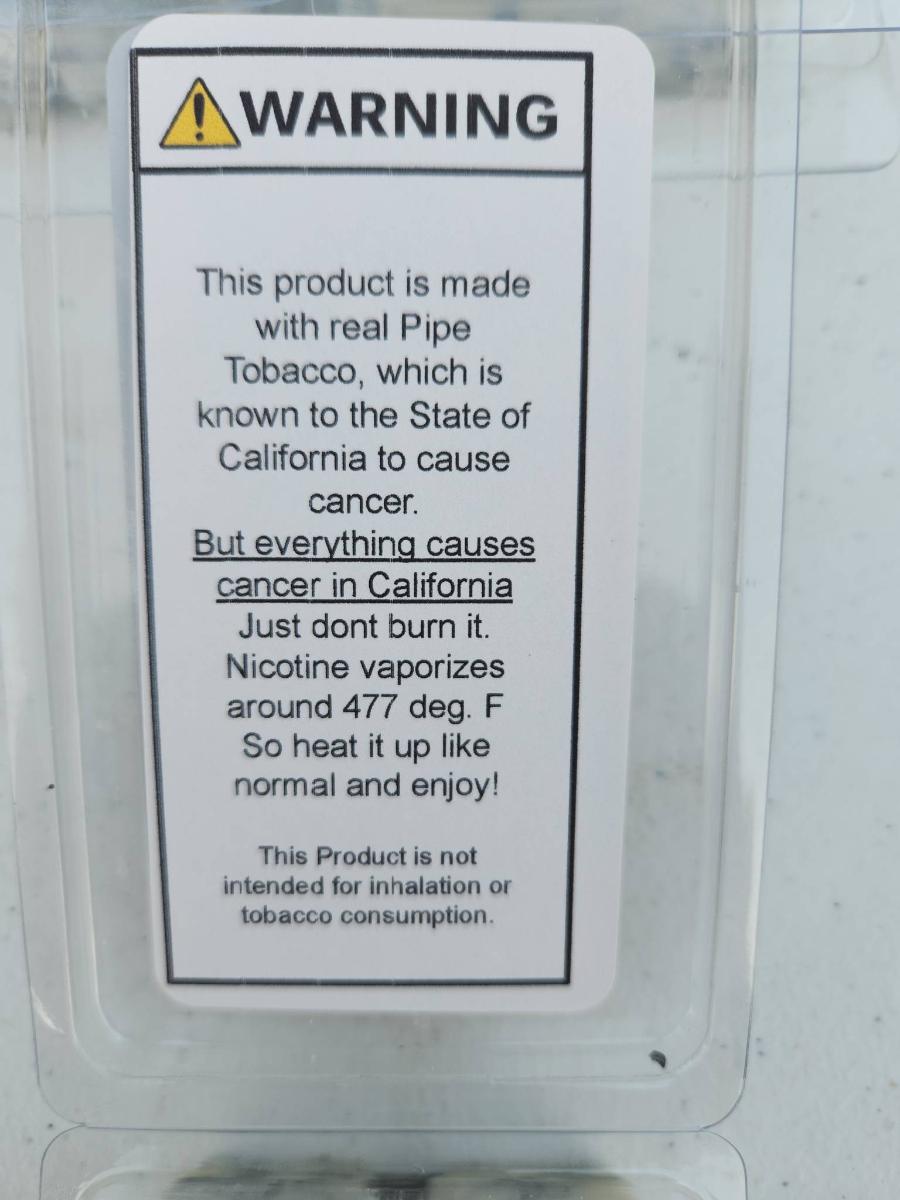 WARNING
This product is made
with real Pipe
Tobacco, which is
known to the State of
California to cause
cancer.
But everything causes
cancer in California
Just dont burn it.
Nicotine vaporizes
around 477 deg. F
So heat it up like
normal and enjoy!
This Product is not
intended for inhalation or
tobacco consumption.